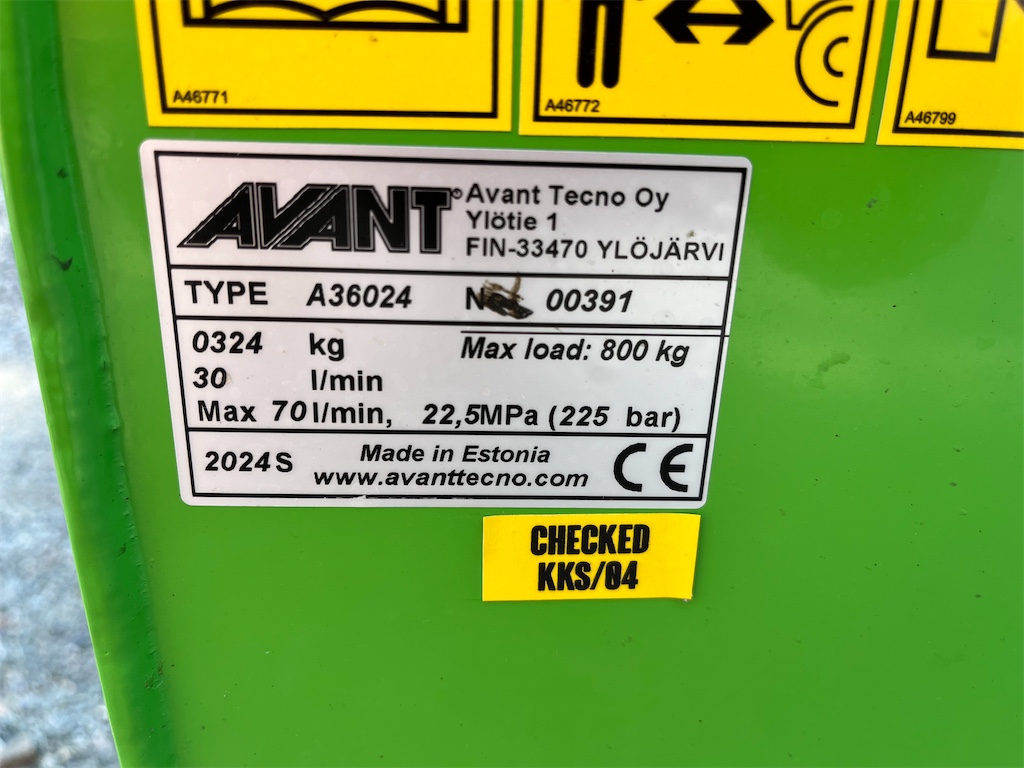 A46771
A46772
A46799
AVANT®
Avant Tecno Oy
Ylötie 1
FIN-33470 YLÖJÄRVI
TYPE A36024 00391
0324 kg Max load: 800 kg
30 l/min
Max 70 l/min, 22,5MPa (225 bar)
2024S Made in Estonia
www.avanttecno.com
CE
CHECKED
KKS/04